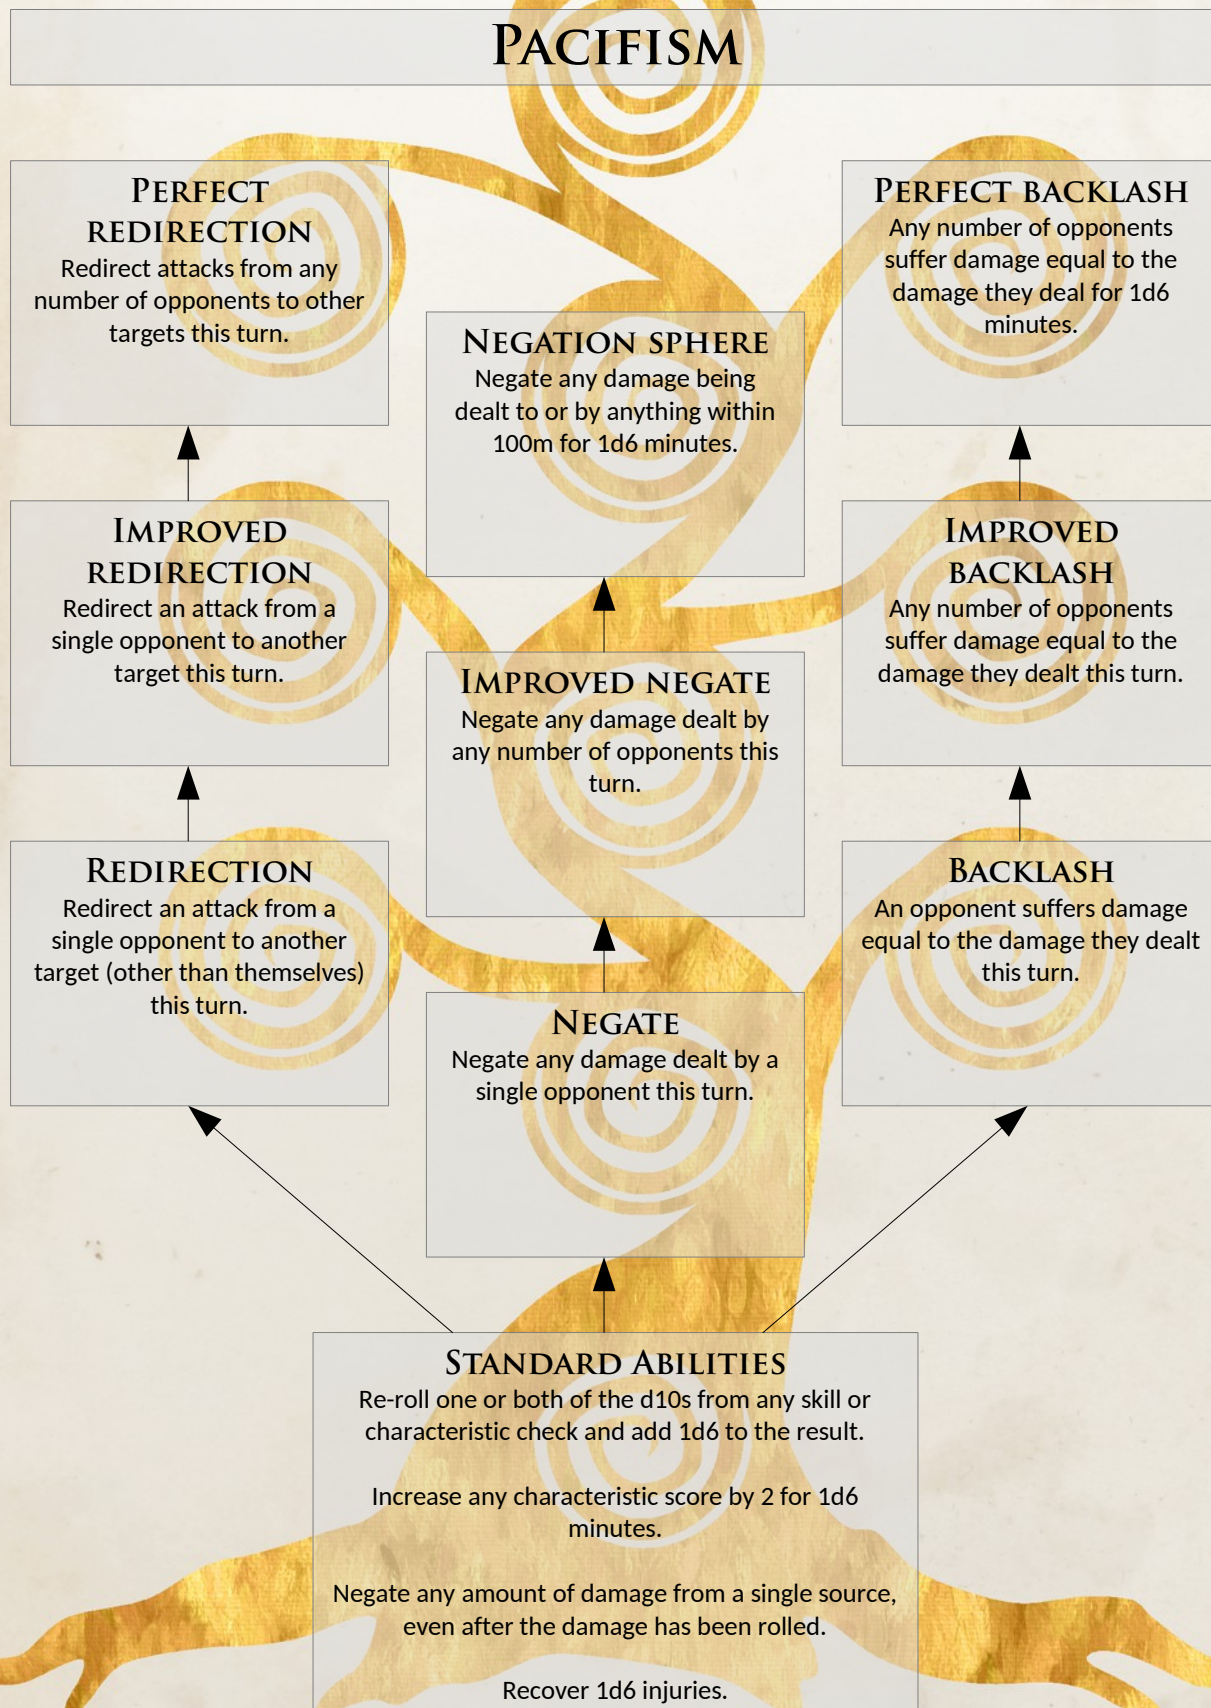 Pacifism
Perfect
redirection
Redirect attacks from any
number of opponents to other
targets this turn.
Perfect backlash
Any number of opponents
suffer damage equal to the
damage they deal for 1d6
minutes.
Negation sphere
Negate any damage being
dealt to or by anything within
100m for 1d6 minutes.
Improved
redirection
Redirect an attack from a
single opponent to another
target this turn.
Improved
backlash
Any number of opponents
suffer damage equal to the
damage they dealt this turn.
Improved negate
Negate any damage dealt by
any number of opponents this
turn.
Redirection
Redirect an attack from a
single opponent to another
target (other than themselves)
this turn.
Backlash
An opponent suffers damage
equal to the damage they dealt
this turn.
Negate
Negate any damage dealt by a
single opponent this turn.
Standard Abilities
Re-roll one or both of the d10s from any skill or
characteristic check and add 1d6 to the result.
Increase any characteristic score by 2 for 1d6
minutes.
Negate any amount of damage from a single source,
even after the damage has been rolled.
Recover 1d6 injuries.